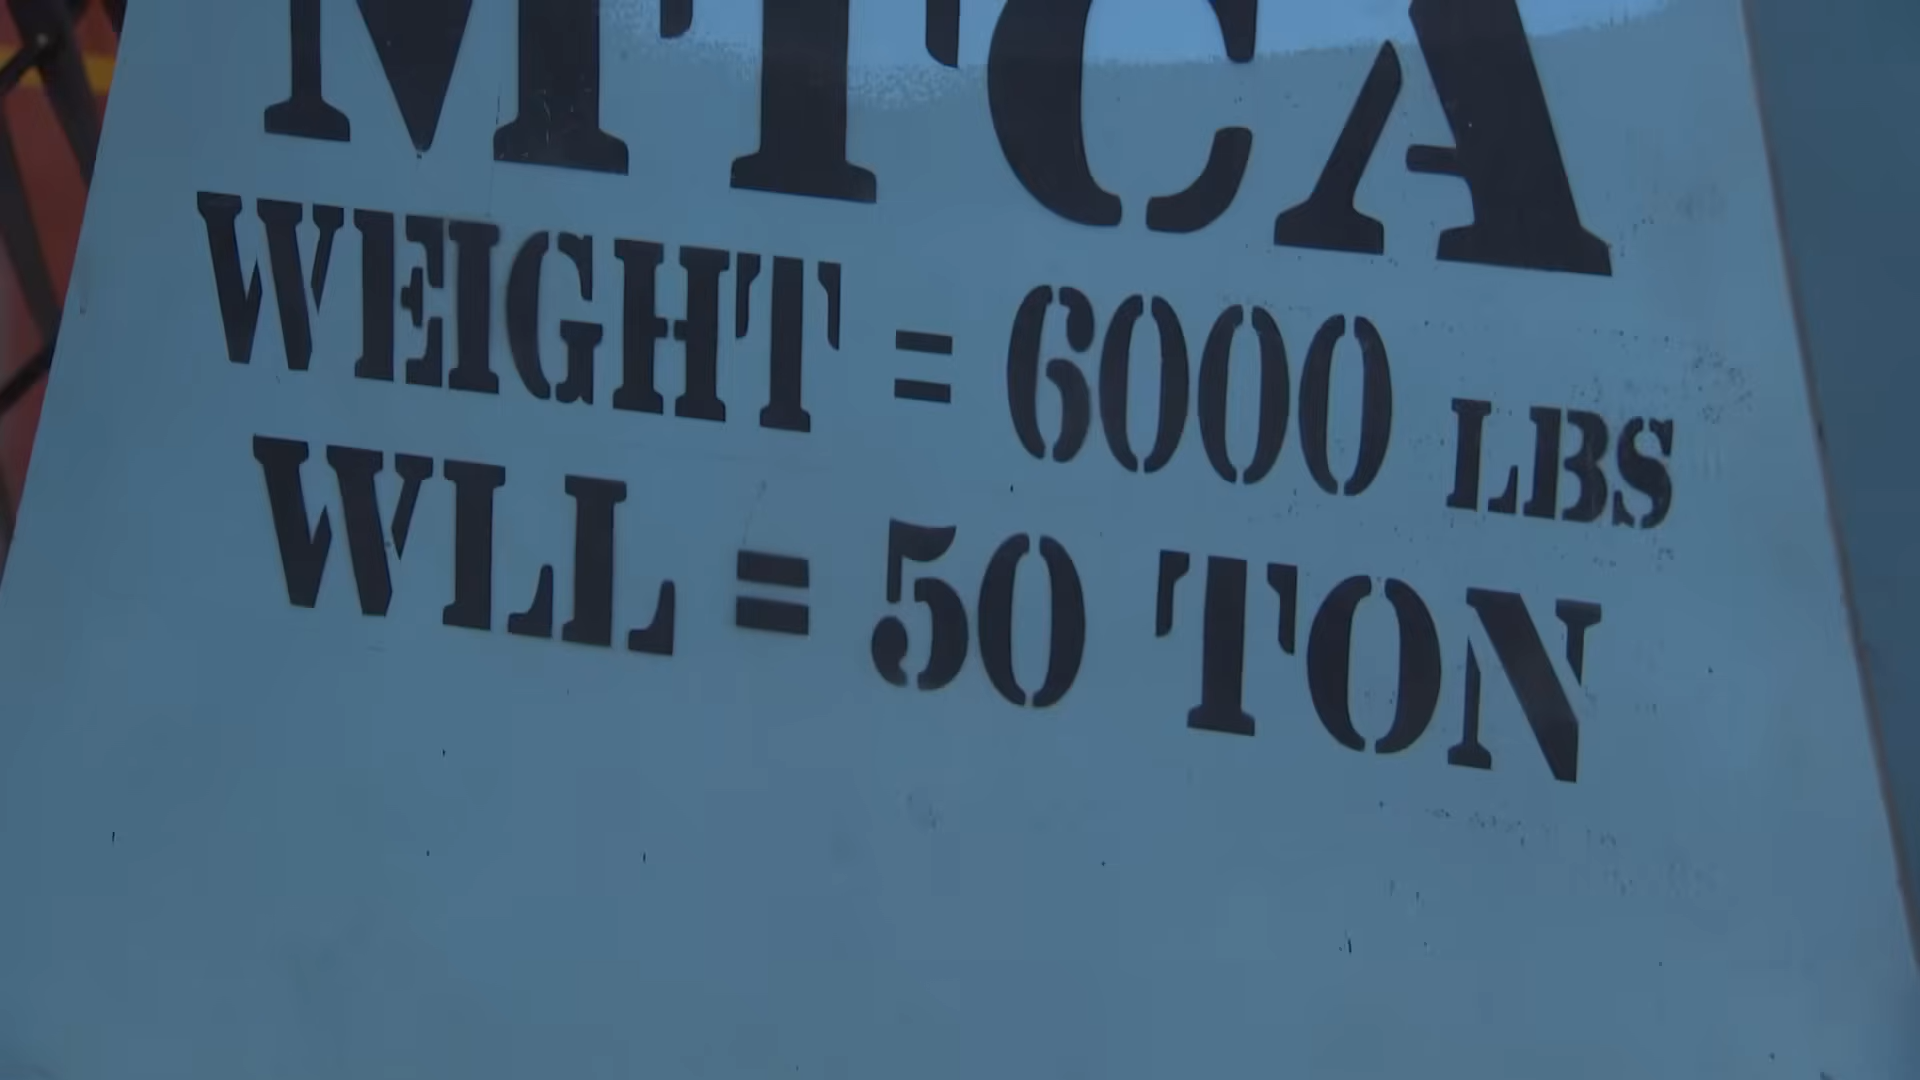 MTCA
WEIGHT = 6000 LBS
WLL = 50 TON